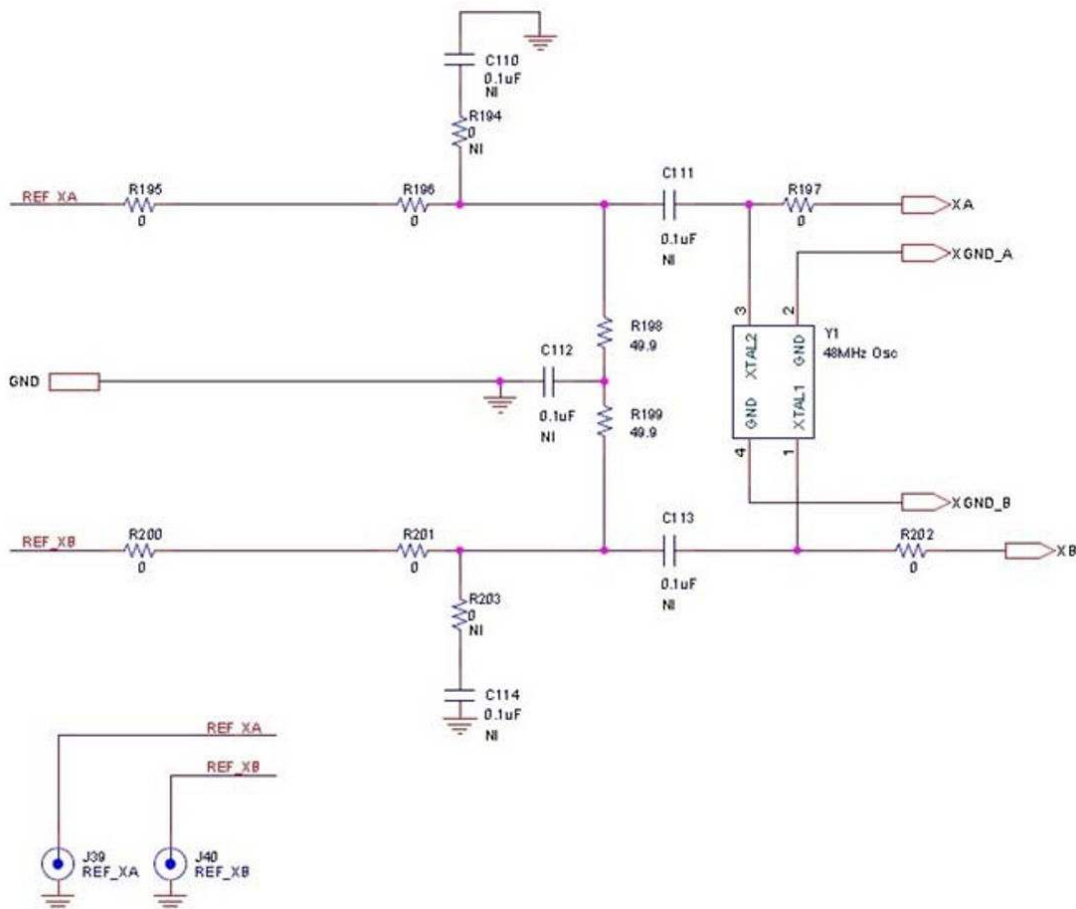 C110
0.1uF
NI
R194
0
NI
REF_XA
R195
0
R196
0
C111
0.1uF
NI
R197
0
XA
XGND_A
3
2
Y1
48MHz Osc
XTAL2
GND
GND
XTAL1
4
1
R198
49.9
C112
0.1uF
NI
GND
R199
49.9
XGND_B
REF_XB
R200
0
R201
0
C113
0.1uF
NI
R202
0
XB
R203
0
NI
C114
0.1uF
NI
REF_XA
REF_XB
J39
REF_XA
J40
REF_XB